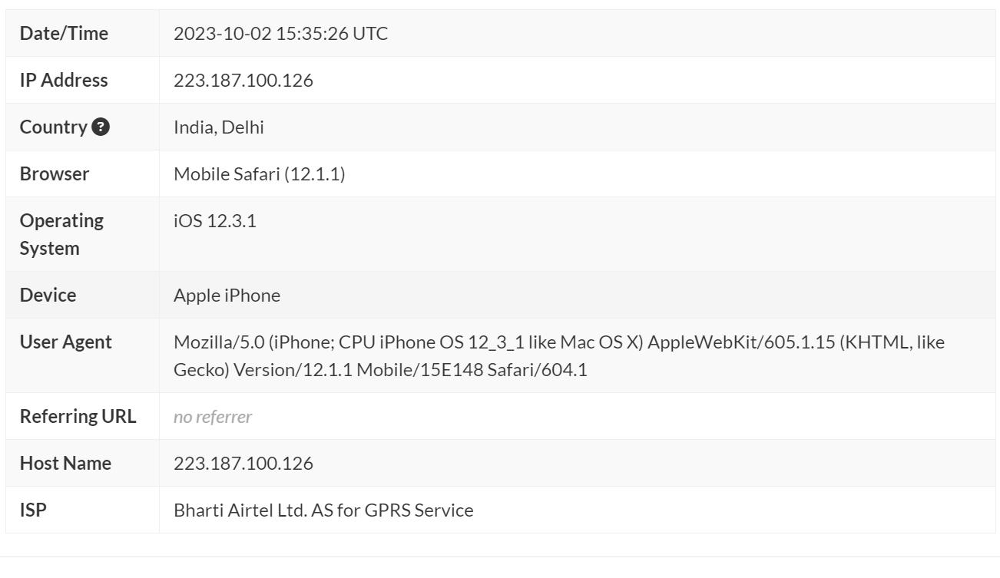 Date/Time 2023-10-02 15:35:26 UTC
IP Address 223.187.100.126
Country ? India, Delhi
Browser Mobile Safari (12.1.1)
Operating iOS 12.3.1
System
Device Apple iPhone
User Agent Mozilla/5.0 (iPhone; CPU iPhone OS 12_3_1 like Mac OS X) AppleWebKit/605.1.15 (KHTML, like
Gecko) Version/12.1.1 Mobile/15E148 Safari/604.1
Referring URL no referrer
Host Name 223.187.100.126
ISP Bharti Airtel Ltd. AS for GPRS Service